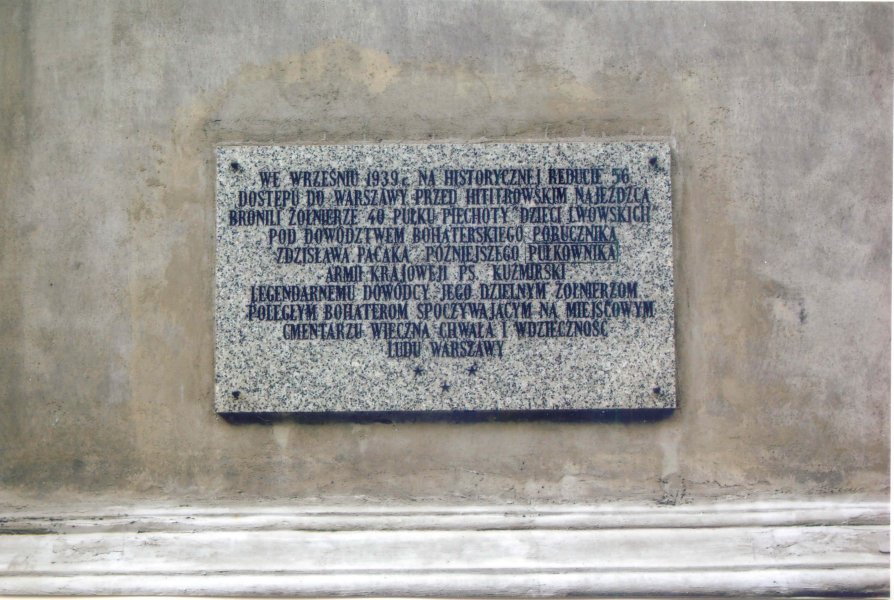 WE WRZEŚNIU 1939 r. NA HISTORYCZNEJ REDUCIE 56
DOSTĘPU DO WARSZAWY PRZED HITLEROWSKIM NAJEŹDŹCĄ
BRONILI ŻOŁNIERZE 40 PUŁKU PIECHOTY "DZIECI LWOWSKICH"
POD DOWÓDZTWEM BOHATERSKIEGO PORUCZNIKA
ZDZISŁAWA PACAKA PÓŹNIEJSZEGO PUŁKOWNIKA
ARMII KRAJOWEJ PS. KUŹMIRSKI
LEGENDARNEMU DOWÓDCY JEGO DZIELNYM ŻOŁNIERZOM
POLEGŁYM BOHATEROM SPOCZYWAJĄCYM NA MIEJSCOWYM
CMENTARZU WIECZNA CHWAŁA I WDZIĘCZNOŚĆ
LUDU WARSZAWY